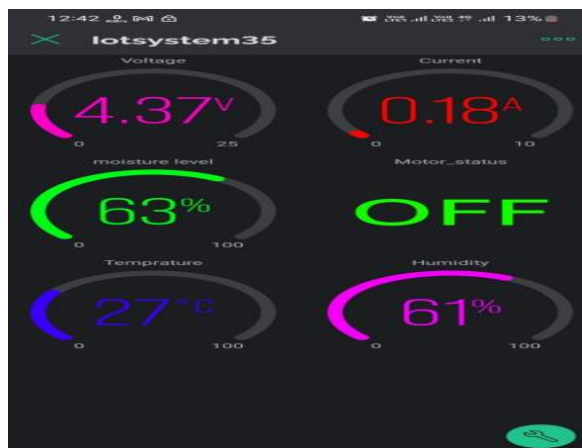 12:42 13%
Iotsystem35
Voltage Current
4.37V 0.18A
0 25 0 10
moisture level Motor_status
63% OFF
0 100
Temprature Humidity
27°C 61%
0 100 0 100